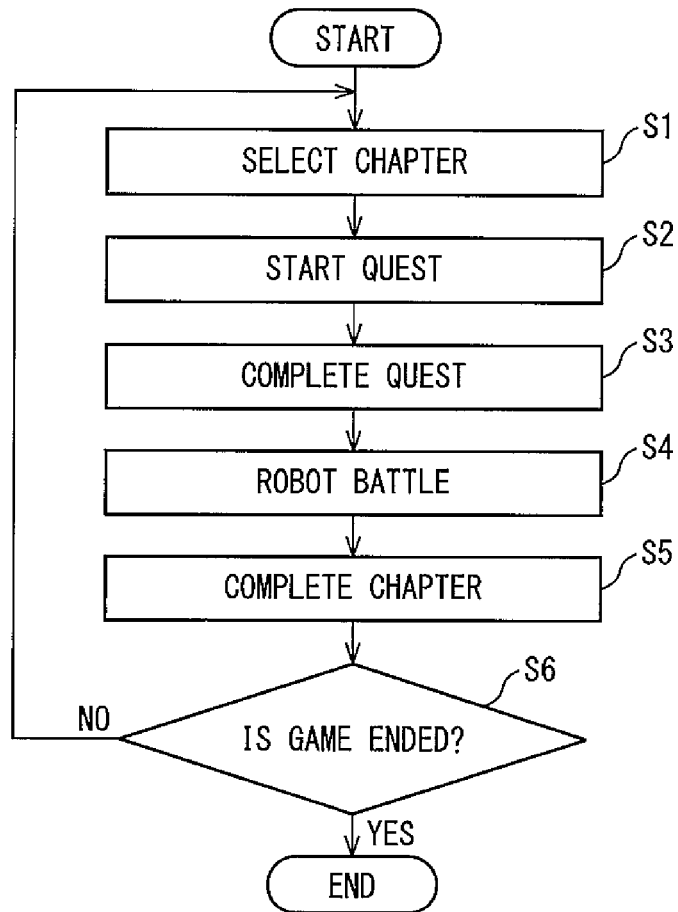 START
S1
SELECT CHAPTER
S2
START QUEST
S3
COMPLETE QUEST
S4
ROBOT BATTLE
S5
COMPLETE CHAPTER
S6
NO
IS GAME ENDED?
YES
END